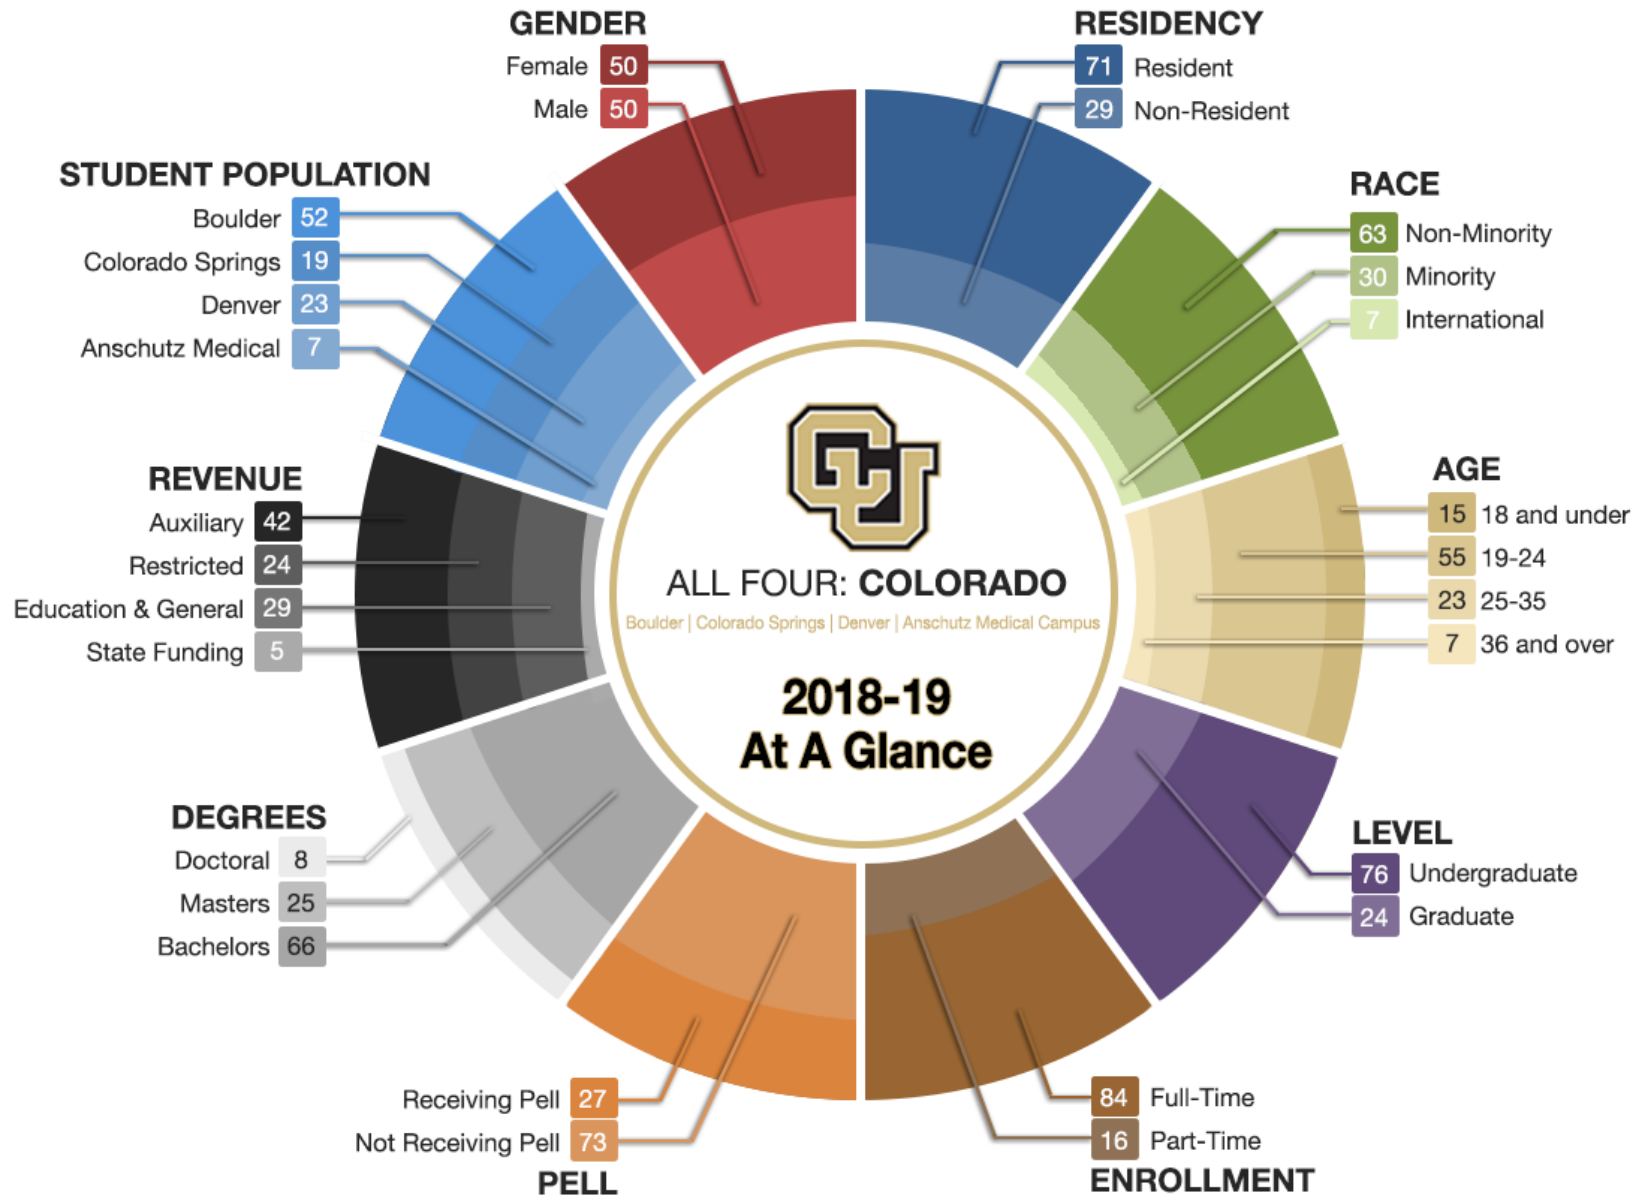 GENDER
Female 50
Male 50
RESIDENCY
71 Resident
29 Non-Resident
STUDENT POPULATION
Boulder 52
Colorado Springs 19
Denver 23
Anschutz Medical 7
RACE
63 Non-Minority
30 Minority
7 International
REVENUE
Auxiliary 42
Restricted 24
Education & General 29
State Funding 5
AGE
15 18 and under
55 19-24
23 25-35
7 36 and over
CU
ALL FOUR: COLORADO
Boulder | Colorado Springs | Denver | Anschutz Medical Campus
2018-19
At A Glance
DEGREES
Doctoral 8
Masters 25
Bachelors 66
LEVEL
76 Undergraduate
24 Graduate
Receiving Pell 27
Not Receiving Pell 73
PELL
84 Full-Time
16 Part-Time
ENROLLMENT